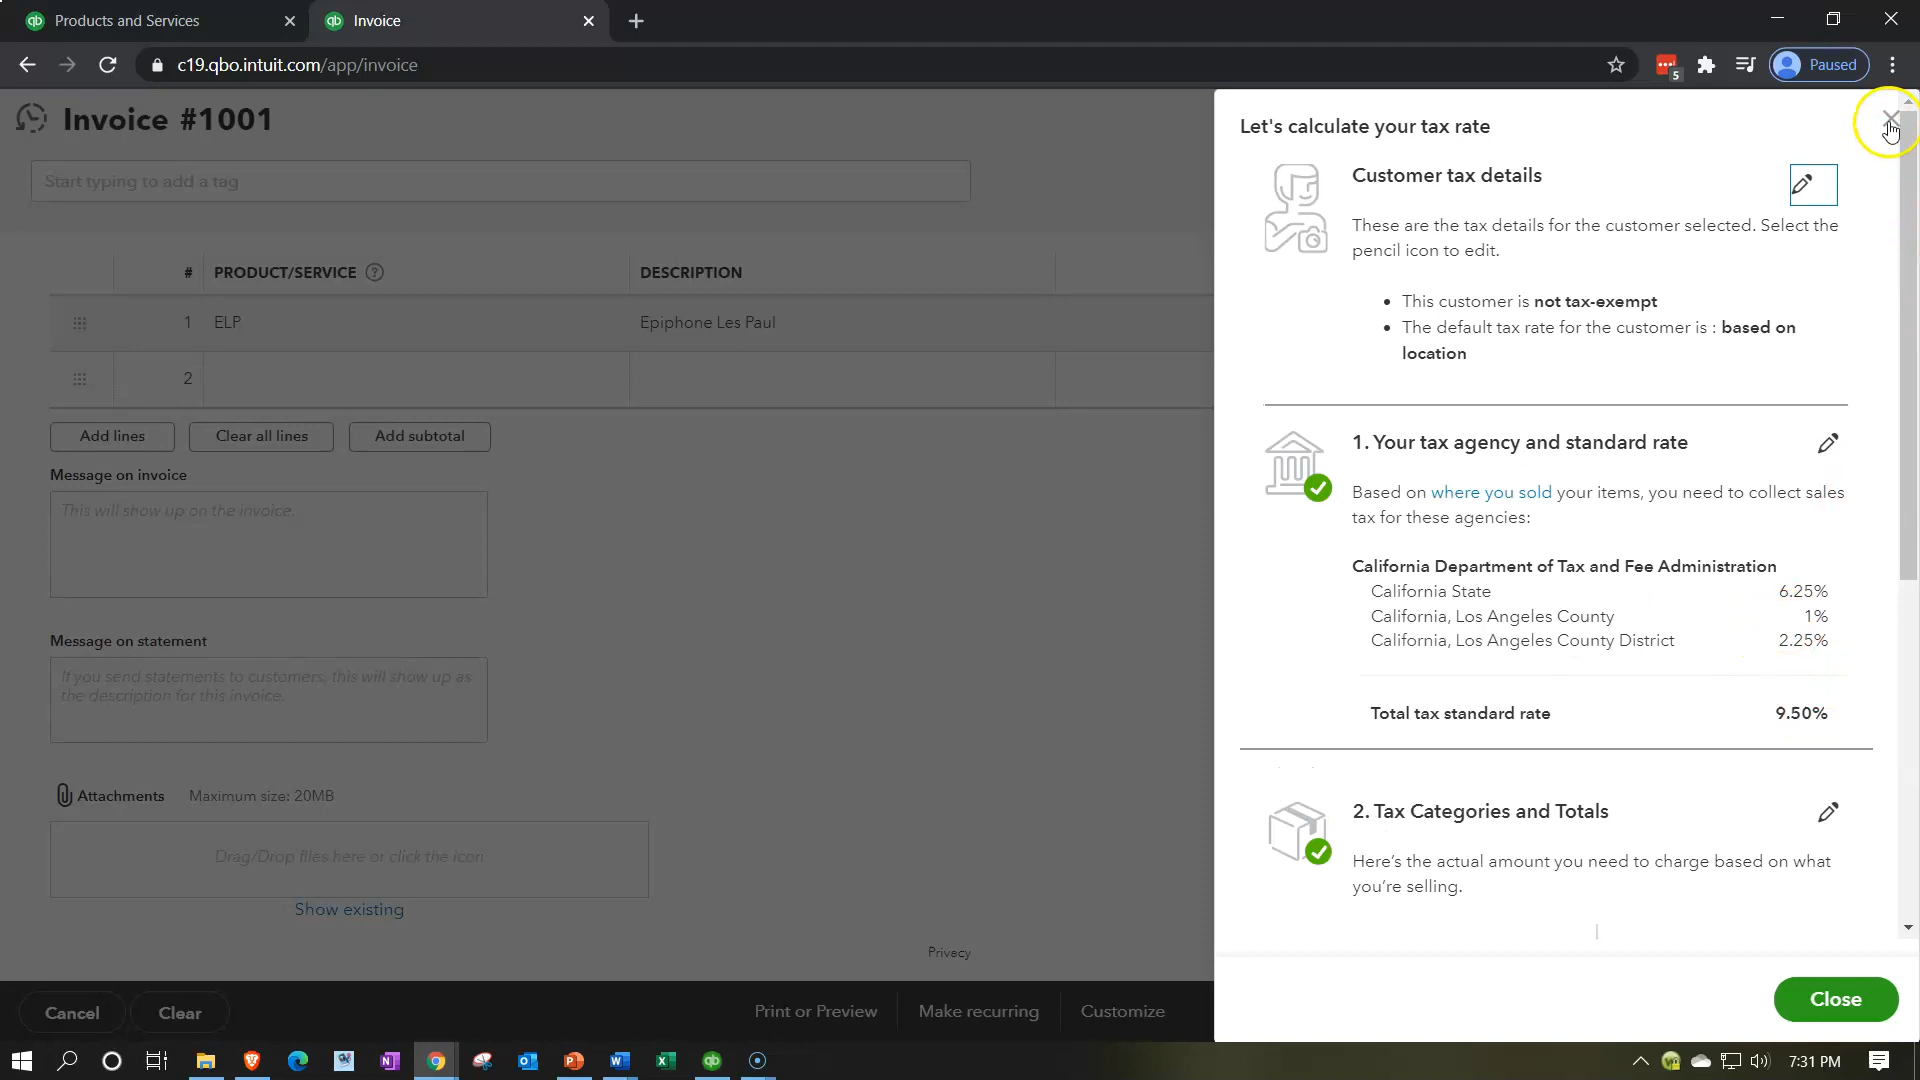 Products and Services
Invoice
c19.qbo.intuit.com/app/invoice
5
Paused
Invoice #1001
Start typing to add a tag
# PRODUCT/SERVICE ? DESCRIPTION
1 ELP Epiphone Les Paul
2
Add lines Clear all lines Add subtotal
Message on invoice
This will show up on the invoice.
Message on statement
If you send statements to customers, this will show up as
the description for this invoice.
Attachments Maximum size: 20MB
Drag/Drop files here or click the icon
Show existing
Privacy
Cancel Clear Print or Preview Make recurring Customize
Let's calculate your tax rate
Customer tax details
These are the tax details for the customer selected. Select the
pencil icon to edit.
• This customer is not tax-exempt
• The default tax rate for the customer is : based on
location
1. Your tax agency and standard rate
Based on where you sold your items, you need to collect sales
tax for these agencies:
California Department of Tax and Fee Administration
California State 6.25%
California, Los Angeles County 1%
California, Los Angeles County District 2.25%
Total tax standard rate 9.50%
2. Tax Categories and Totals
Here's the actual amount you need to charge based on what
you're selling.
Close
7:31 PM